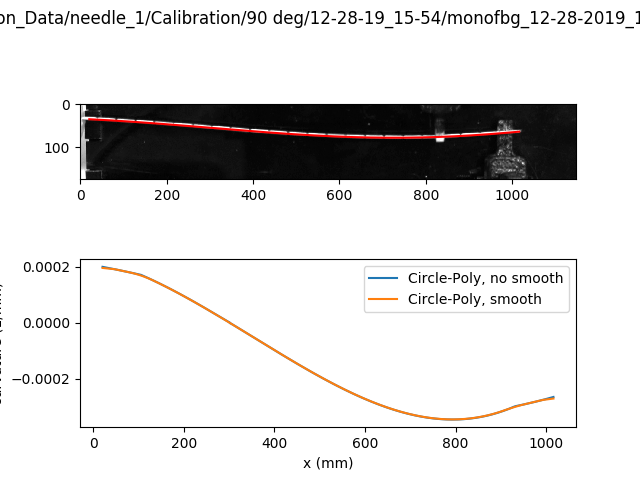 on_Data/needle_1/Calibration/90 deg/12-28-19_15-54/monofbg_12-28-2019_1
0
100
0 200 400 600 800 1000
0.0002
0.0000
−0.0002
Circle-Poly, no smooth
Circle-Poly, smooth
0 200 400 600 800 1000
x (mm)